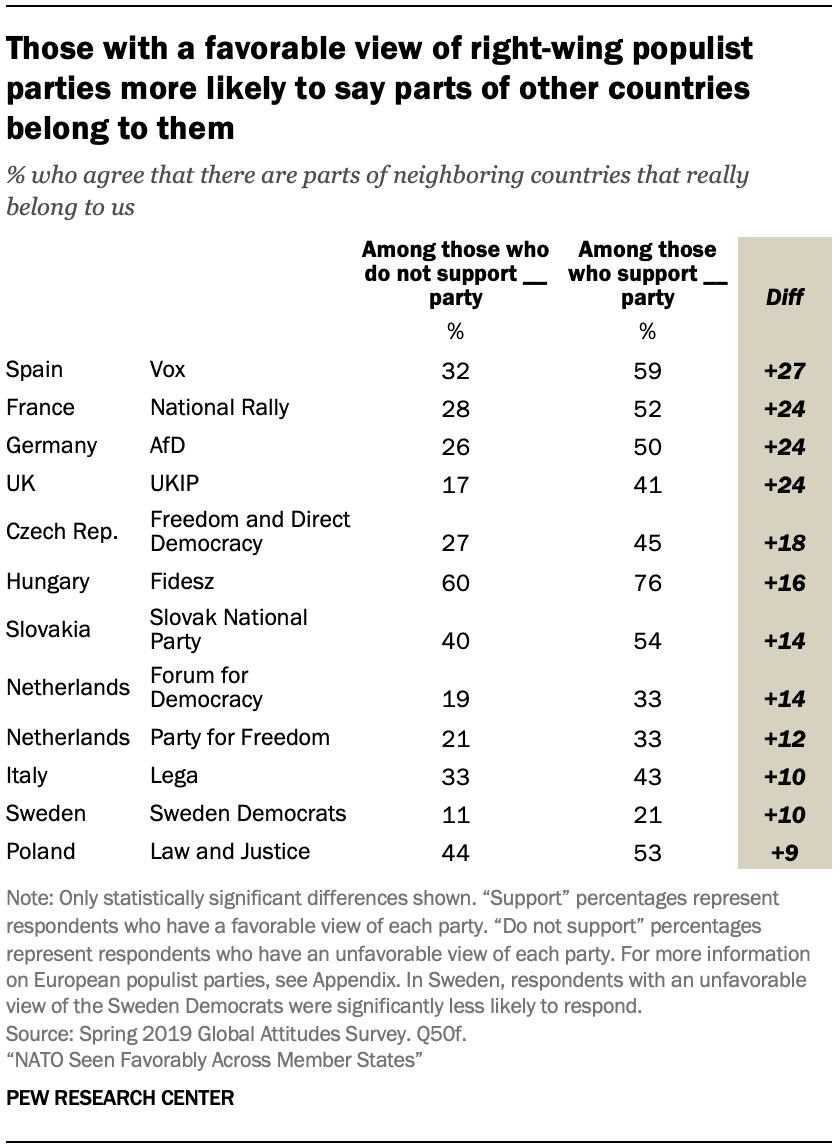 Those with a favorable view of right-wing populist
parties more likely to say parts of other countries
belong to them
% who agree that there are parts of neighboring countries that really
belong to us
Among those who do not support __ party Among those who support __ party Diff
% %
Spain Vox 32 59 +27
France National Rally 28 52 +24
Germany AfD 26 50 +24
UK UKIP 17 41 +24
Czech Rep. Freedom and Direct Democracy 27 45 +18
Hungary Fidesz 60 76 +16
Slovakia Slovak National Party 40 54 +14
Netherlands Forum for Democracy 19 33 +14
Netherlands Party for Freedom 21 33 +12
Italy Lega 33 43 +10
Sweden Sweden Democrats 11 21 +10
Poland Law and Justice 44 53 +9
Note: Only statistically significant differences shown. “Support” percentages represent
respondents who have a favorable view of each party. “Do not support” percentages
represent respondents who have an unfavorable view of each party. For more information
on European populist parties, see Appendix. In Sweden, respondents with an unfavorable
view of the Sweden Democrats were significantly less likely to respond.
Source: Spring 2019 Global Attitudes Survey. Q50f.
“NATO Seen Favorably Across Member States”
PEW RESEARCH CENTER